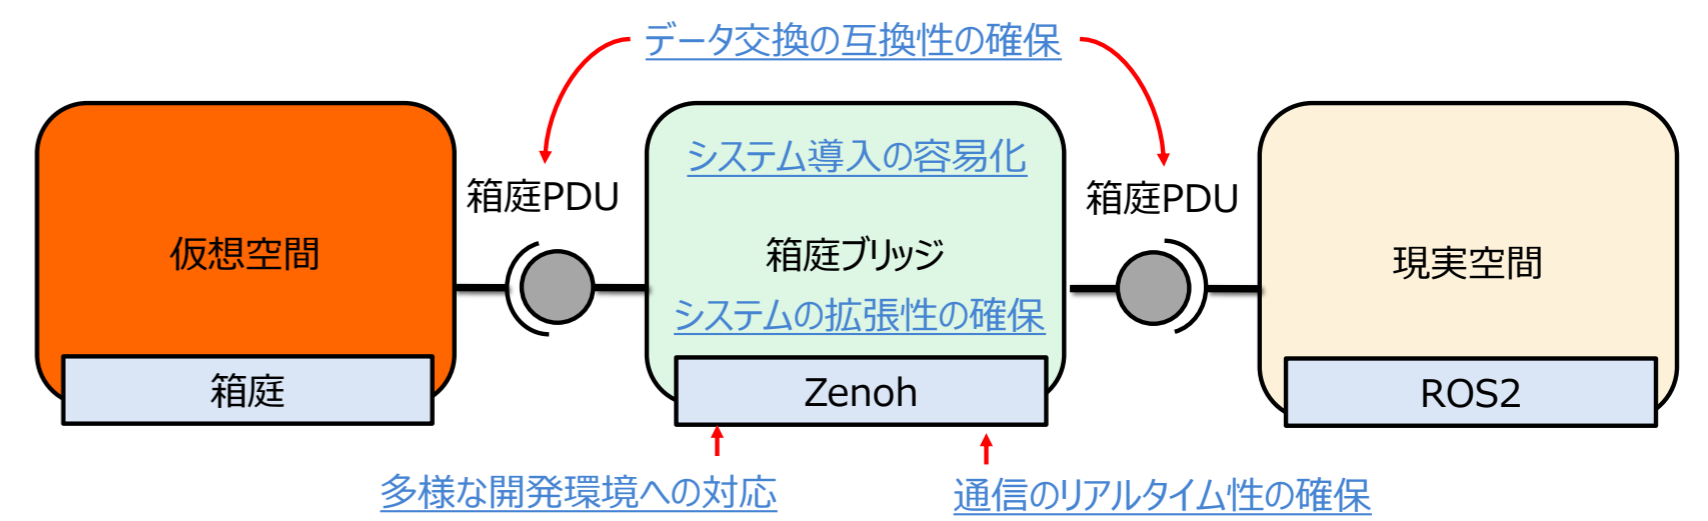 データ交換の互換性の確保
システム導入の容易化
箱庭PDU
箱庭PDU
仮想空間
箱庭ブリッジ
現実空間
システムの拡張性の確保
箱庭
Zenoh
ROS2
多様な開発環境への対応
通信のリアルタイム性の確保